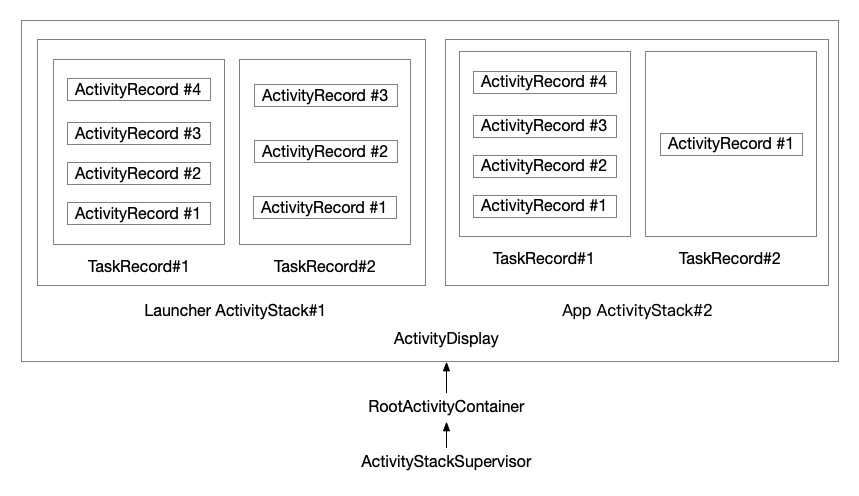 ActivityRecord #4
ActivityRecord #3
ActivityRecord #2
ActivityRecord #1
TaskRecord#1
ActivityRecord #3
ActivityRecord #2
ActivityRecord #1
TaskRecord#2
Launcher ActivityStack#1
ActivityRecord #4
ActivityRecord #3
ActivityRecord #2
ActivityRecord #1
TaskRecord#1
ActivityRecord #1
TaskRecord#2
App ActivityStack#2
ActivityDisplay
RootActivityContainer
ActivityStackSupervisor